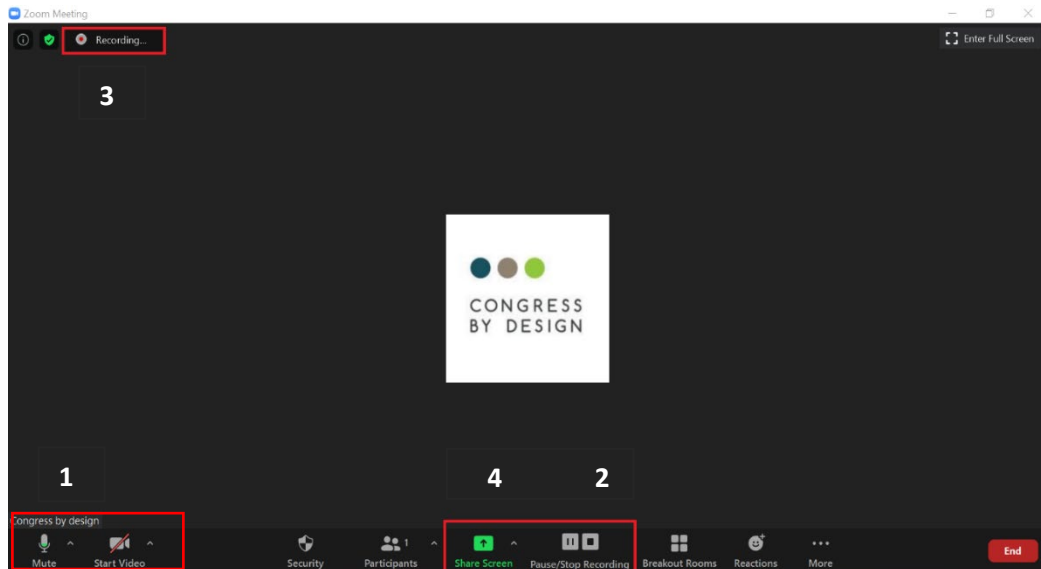 Zoom Meeting
Recording...
Enter Full Screen
3
CONGRESS
BY DESIGN
1
4 2
Congress by design
1
Mute Start Video Security Participants Share Screen Pause/Stop Recording Breakout Rooms Reactions More End